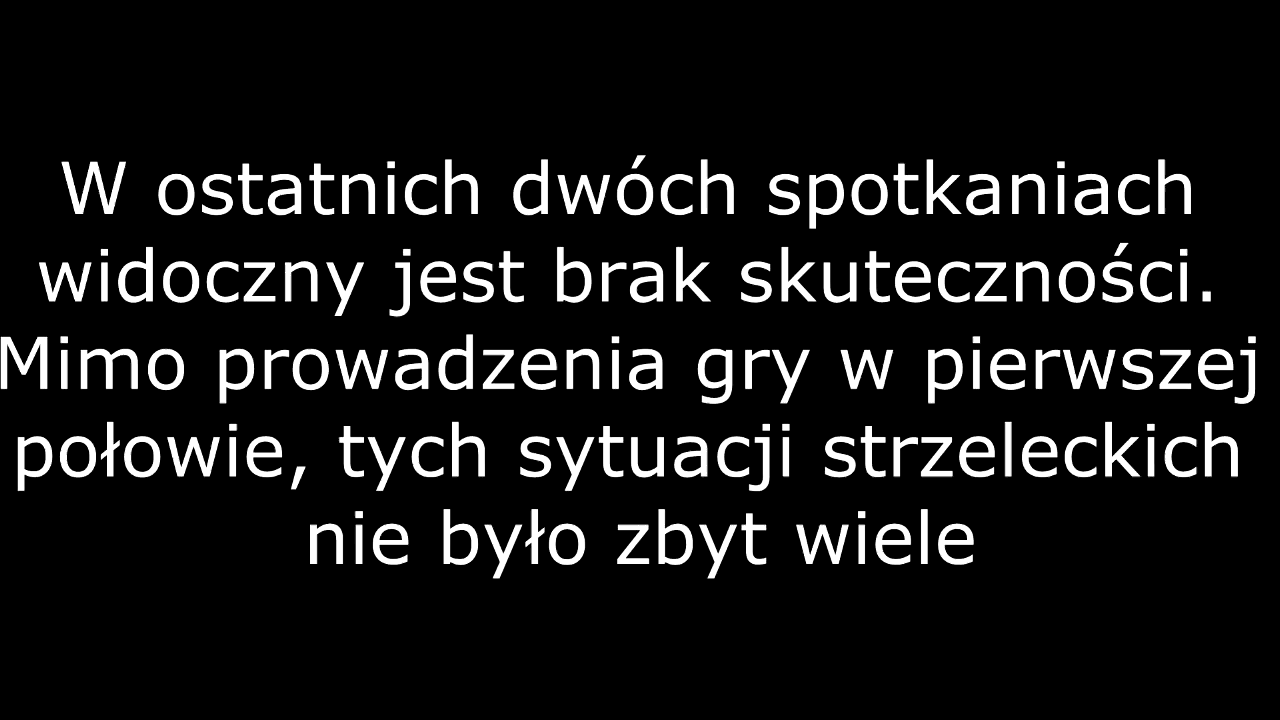 W ostatnich dwóch spotkaniach
widoczny jest brak skuteczności.
Mimo prowadzenia gry w pierwszej
połowie, tych sytuacji strzeleckich
nie było zbyt wiele